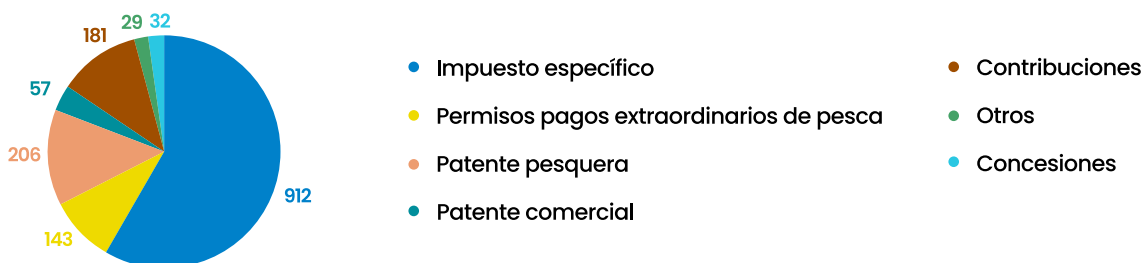 29 32
181
57
206
143
912
Impuesto específico
Permisos pagos extraordinarios de pesca
Patente pesquera
Patente comercial
Contribuciones
Otros
Concesiones